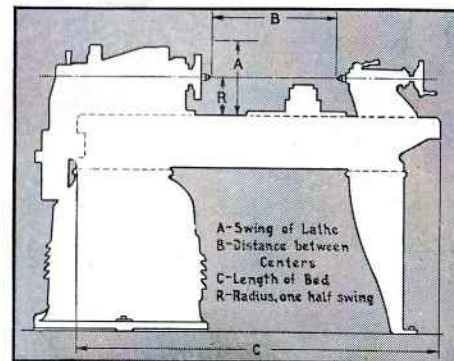 B
A
R
A-Swing of Lathe
B-Distance between
Centers
C-Length of Bed
R-Radius, one half swing
C